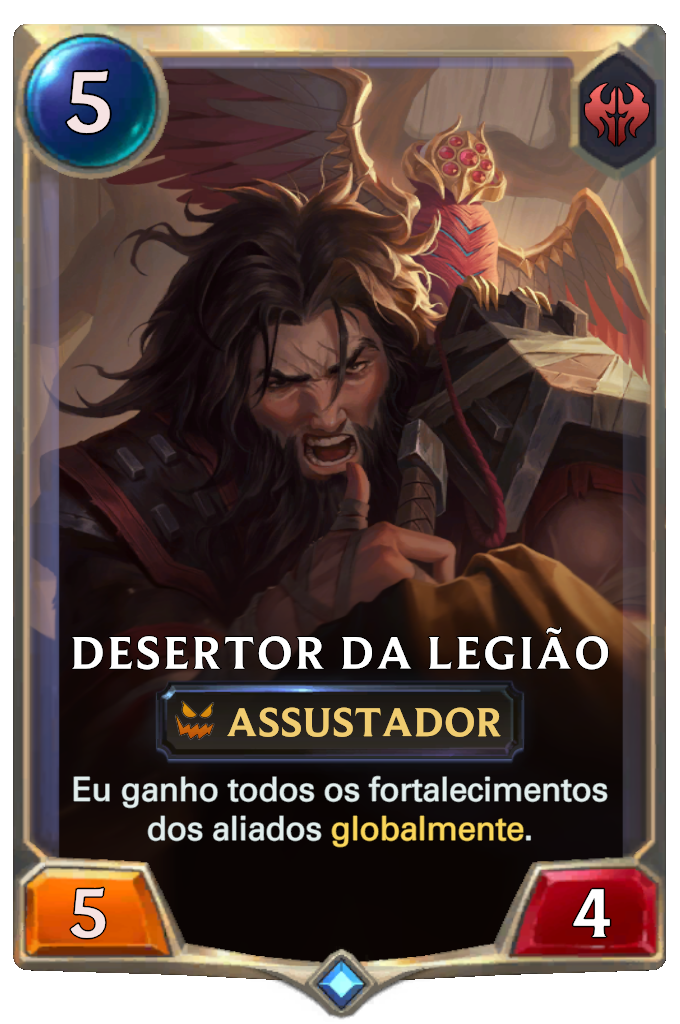 5
DESERTOR DA LEGIÃO
ASSUSTADOR
Eu ganho todos os fortalecimentos
dos aliados globalmente.
5
4